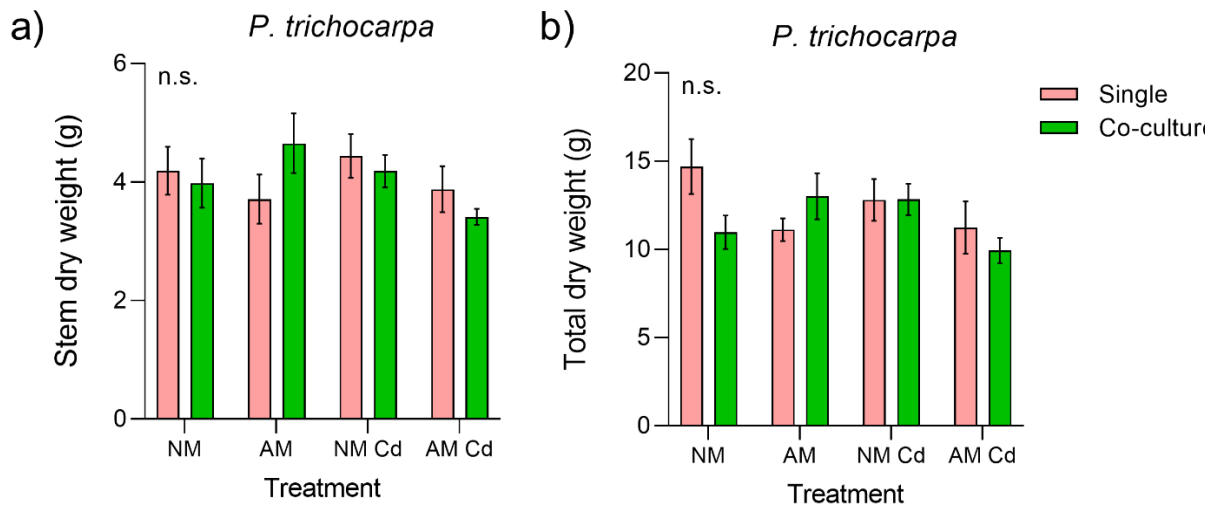 a)
P. trichocarpa
n.s.
Stem dry weight (g)
6
4
2
0
NM AM NM Cd AM Cd
Treatment
b)
P. trichocarpa
n.s.
Total dry weight (g)
20
15
10
5
0
NM AM NM Cd AM Cd
Treatment
Single
Co-culture